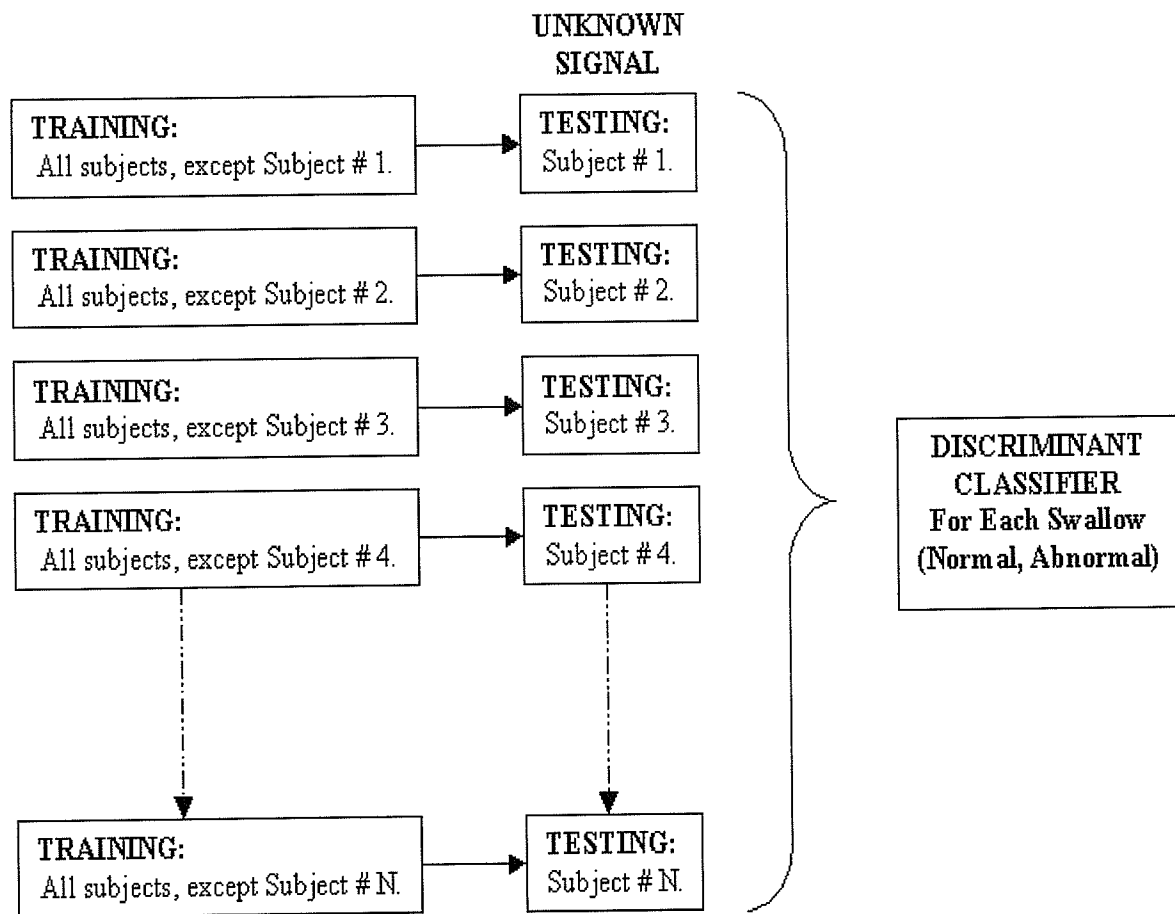 UNKNOWN
SIGNAL
TRAINING:
All subjects, except Subject # 1.
TESTING:
Subject # 1.
TRAINING:
All subjects, except Subject # 2.
TESTING:
Subject # 2.
TRAINING:
All subjects, except Subject # 3.
TESTING:
Subject # 3.
TRAINING:
All subjects, except Subject # 4.
TESTING:
Subject # 4.
DISCRIMINANT
CLASSIFIER
For Each Swallow
(Normal, Abnormal)
TRAINING:
All subjects, except Subject # N.
TESTING:
Subject # N.